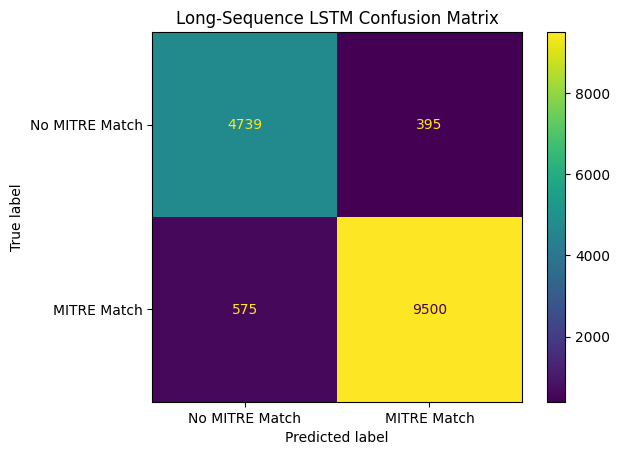 Long-Sequence LSTM Confusion Matrix
No MITRE Match
4739
395
MITRE Match
575
9500
True label
No MITRE Match
MITRE Match
Predicted label
8000
6000
4000
2000